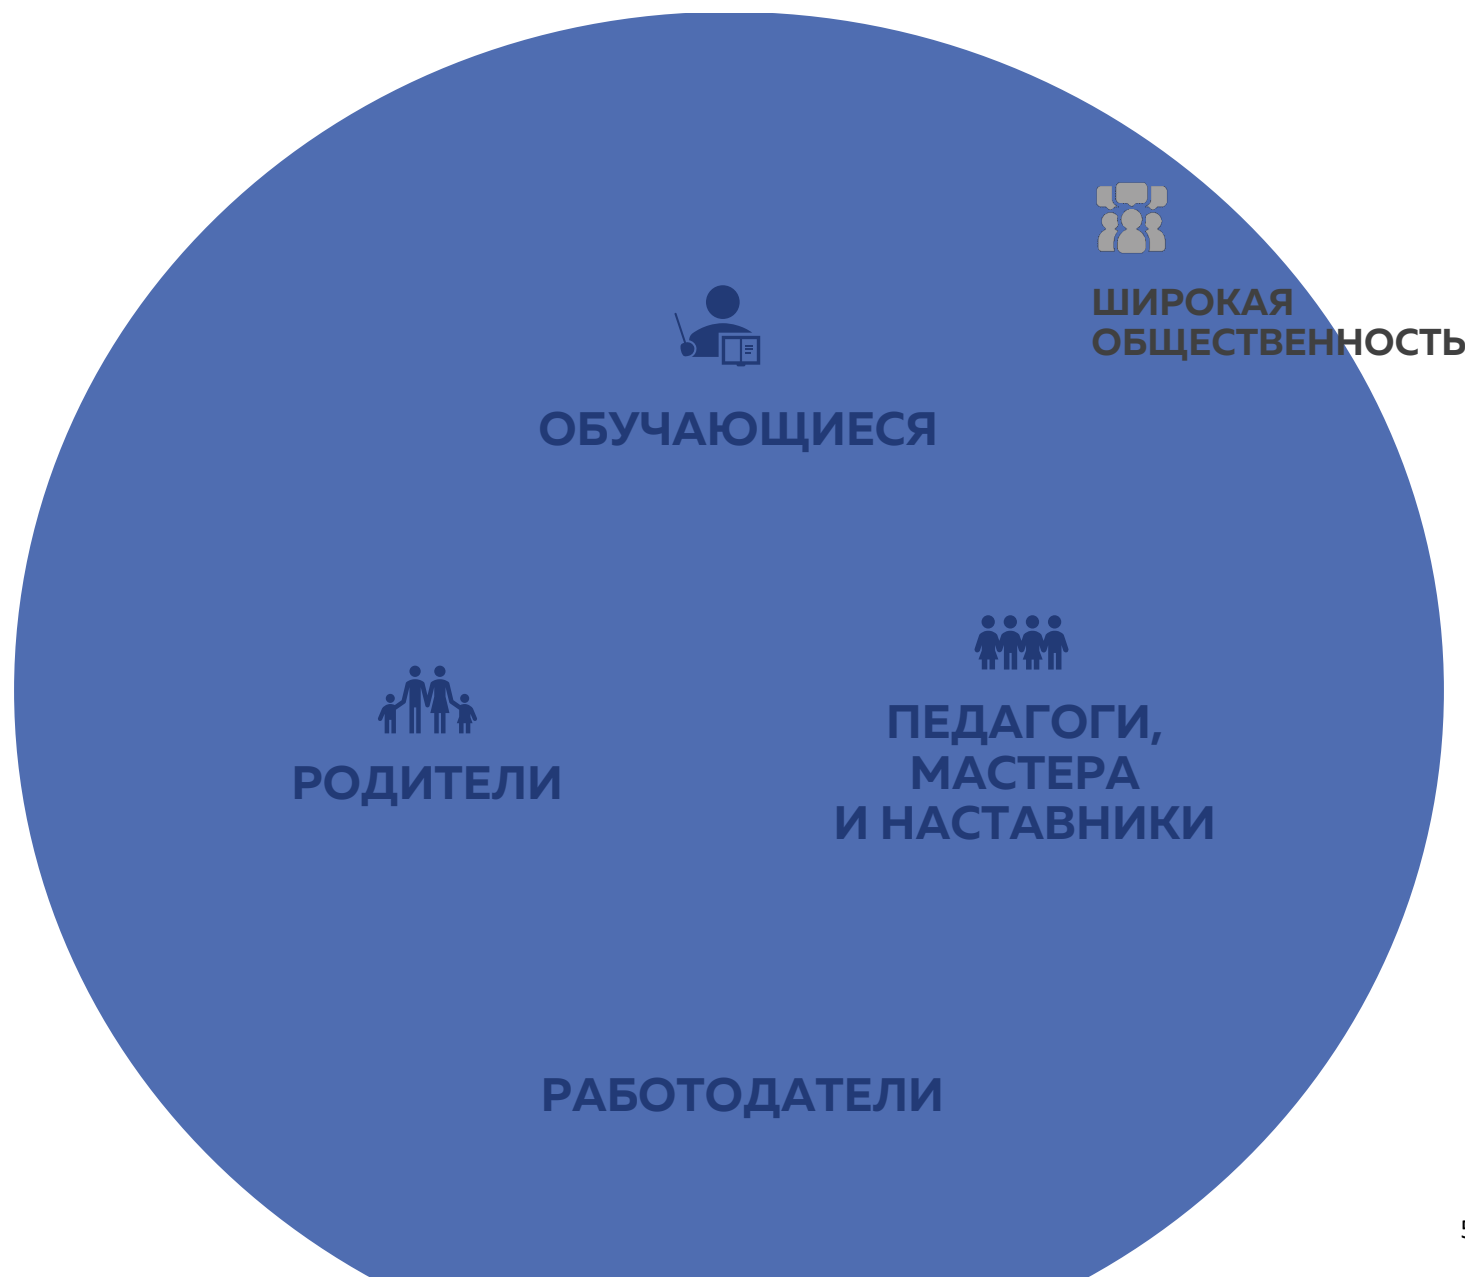 ШИРОКАЯ
ОБЩЕСТВЕННОСТЬ
ОБУЧАЮЩИЕСЯ
ПЕДАГОГИ,
МАСТЕРА
И НАСТАВНИКИ
РОДИТЕЛИ
РАБОТОДАТЕЛИ